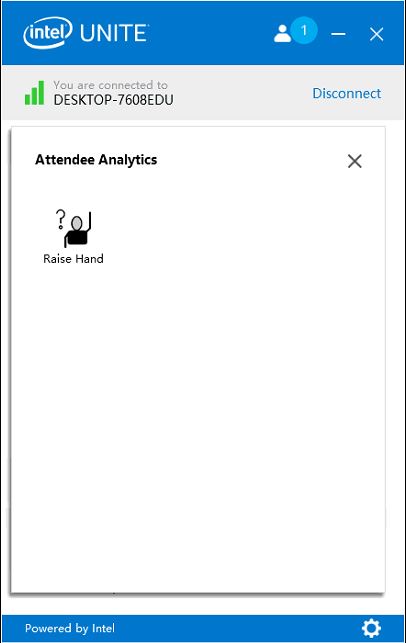 intel UNITE
1
You are connected to
DESKTOP-7608EDU
Disconnect
Attendee Analytics
?
Raise Hand
Powered by Intel